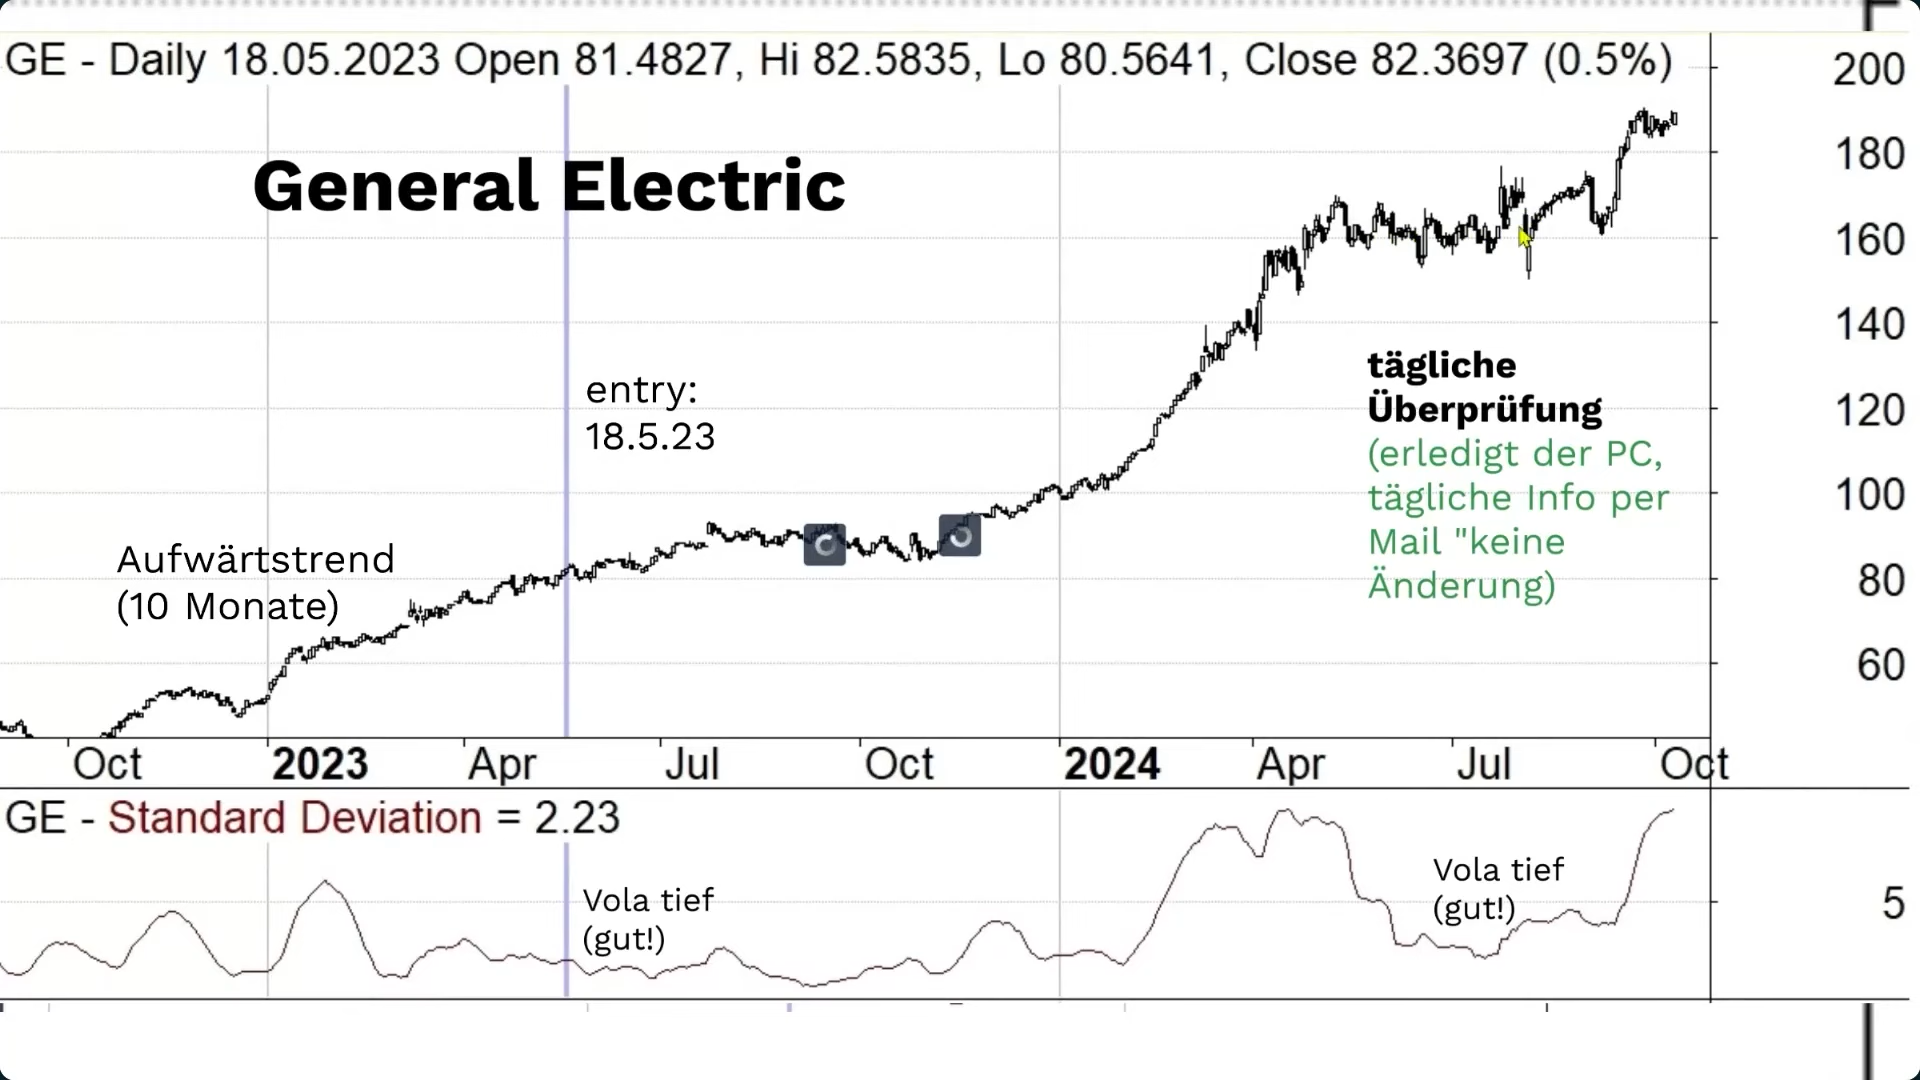 GE - Daily 18.05.2023 Open 81.4827, Hi 82.5835, Lo 80.5641, Close 82.3697 (0.5%)
General Electric
entry:
18.5.23
Aufwärtstrend
(10 Monate)
tägliche
Überprüfung
(erledigt der PC,
tägliche Info per
Mail "keine
Änderung)
200
180
160
140
120
100
80
60
Oct 2023 Apr Jul Oct 2024 Apr Jul Oct
GE - Standard Deviation = 2.23
Vola tief
(gut!)
Vola tief
(gut!)
5